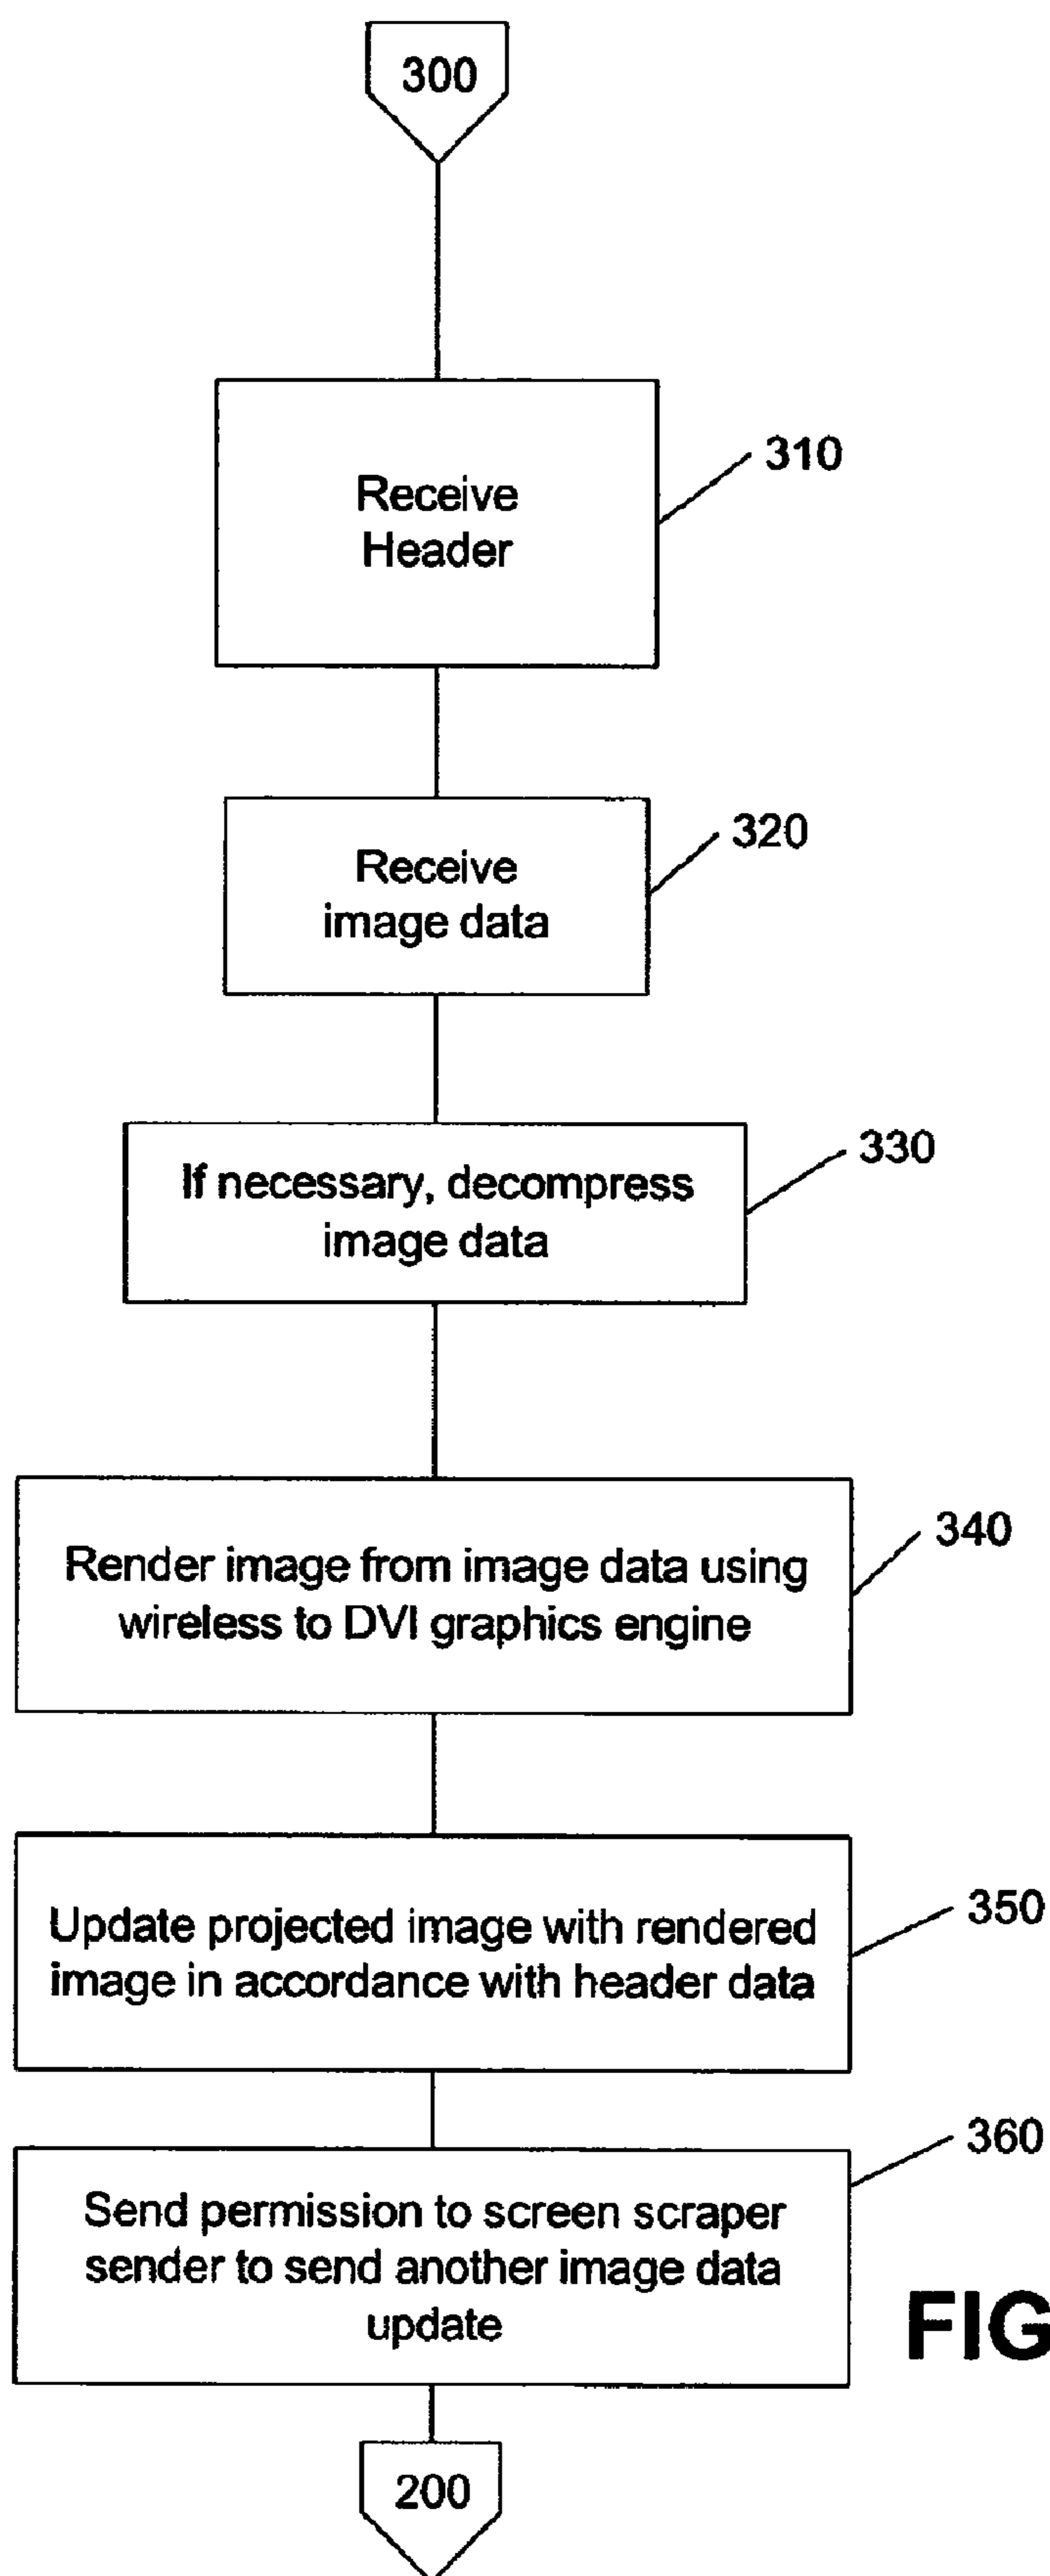 300
Receive
Header
310
Receive
image data
320
If necessary, decompress
image data
330
Render image from image data using
wireless to DVI graphics engine
340
Update projected image with rendered
image in accordance with header data
350
Send permission to screen scraper
sender to send another image data
update
360
FIG
200